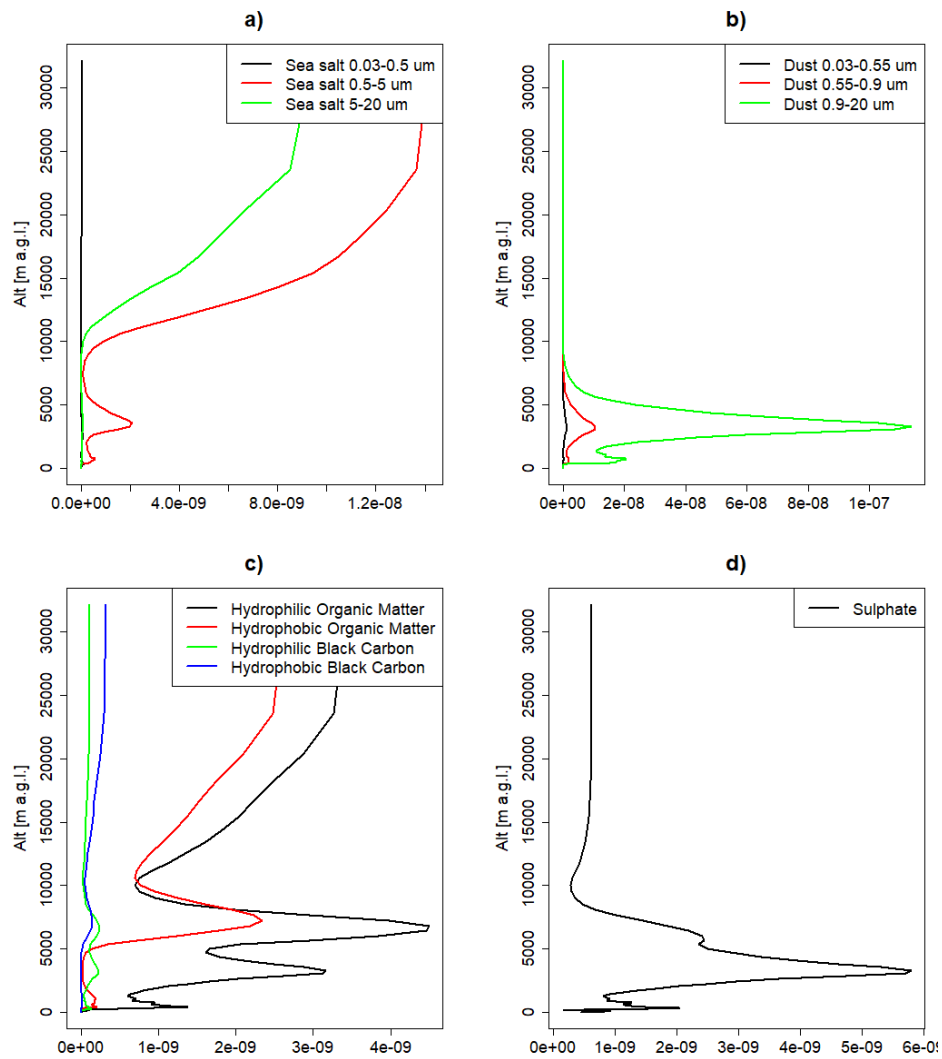 a)
Sea salt 0.03-0.5 um
Sea salt 0.5-5 um
Sea salt 5-20 um
Alt [m a.g.l.]
30000
25000
20000
15000
10000
5000
0
0.0e+00 4.0e-09 8.0e-09 1.2e-08
b)
Dust 0.03-0.55 um
Dust 0.55-0.9 um
Dust 0.9-20 um
Alt [m a.g.l.]
30000
25000
20000
15000
10000
5000
0
0e+00 2e-08 4e-08 6e-08 8e-08 1e-07
c)
Hydrophilic Organic Matter
Hydrophobic Organic Matter
Hydrophilic Black Carbon
Hydrophobic Black Carbon
Alt [m a.g.l.]
30000
25000
20000
15000
10000
5000
0
0e+00 1e-09 2e-09 3e-09 4e-09
d)
Sulphate
Alt [m a.g.l.]
30000
25000
20000
15000
10000
5000
0
0e+00 1e-09 2e-09 3e-09 4e-09 5e-09 6e-09